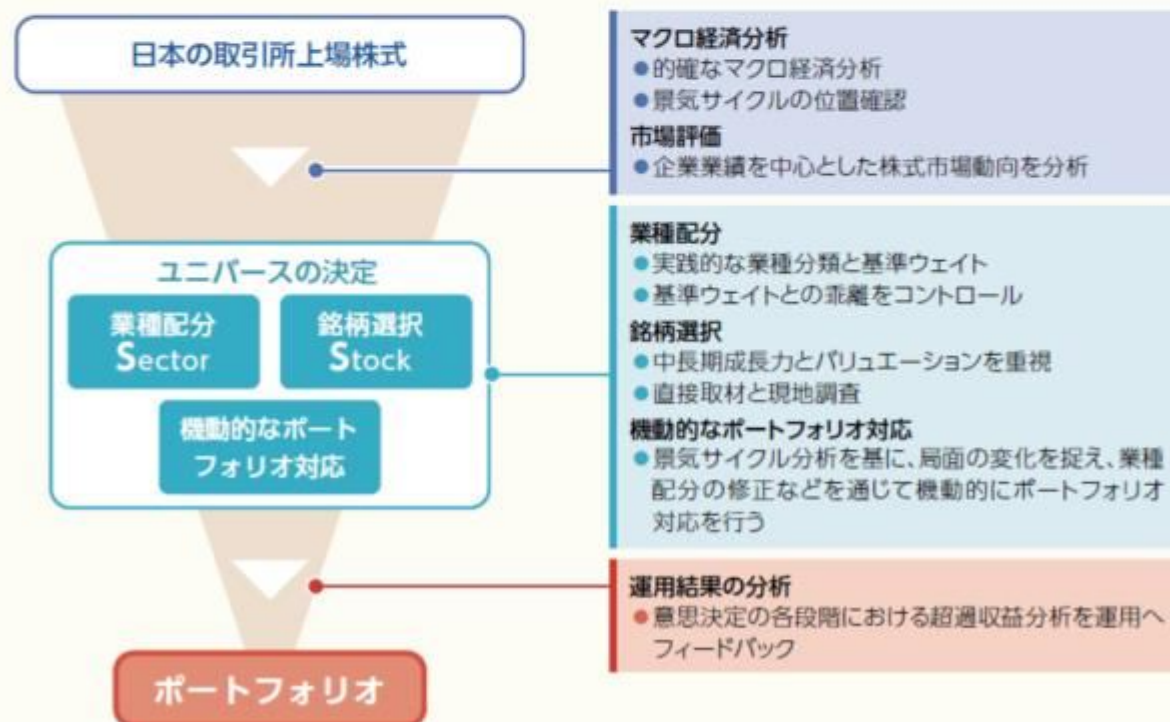 日本の取引所上場株式
マクロ経済分析
●的確なマクロ経済分析
●景気サイクルの位置確認
市場評価
●企業業績を中心とした株式市場動向を分析
ユニバースの決定
業種配分
Sector
銘柄選択
Stock
機動的なポート
フォリオ対応
業種配分
●実践的な業種分類と基準ウェイト
●基準ウェイトとの乖離をコントロール
銘柄選択
●中長期成長力とバリュエーションを重視
●直接取材と現地調査
機動的なポートフォリオ対応
●景気サイクル分析を基に、局面の変化を捉え、業種
配分の修正などを通じて機動的にポートフォリオ
対応を行う
運用結果の分析
●意思決定の各段階における超過収益分析を運用へ
フィードバック
ポートフォリオ